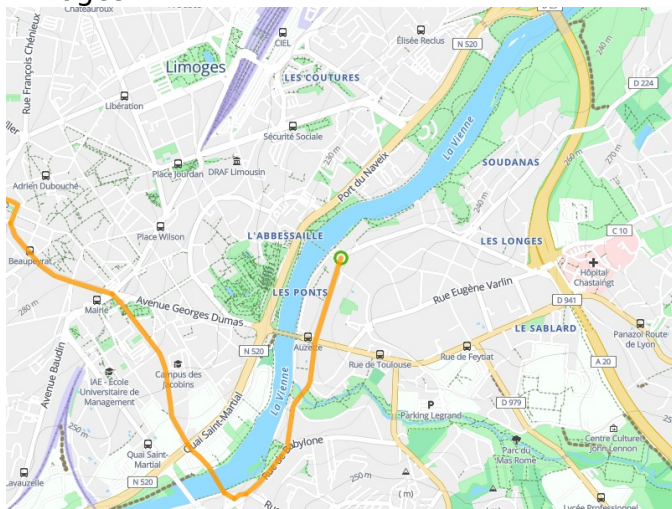 Châteauroux
N 520
Élisée Reclus
CIEL
Rue François Chénieux
Limoges
LES COUTURES
D 224
240 m
Libération
Sécurité Sociale
260 m
270 m
Place Jourdan
DRAF Limousin
230 m
La Vienne
SOUDANAS
Adrien Dubouché
Port du Naveix
240 m
Place Wilson
L'ABBESSAILLE
C 10
LES LONGES
Beaupeyrat
Hôpital
Chastaingt
280 m
LES PONTS
Rue Eugène Varlin
Mairie
Avenue Georges Dumas
D 941
LE SABLARD
Panazol Route
de Lyon
Auzette
N 520
Rue de Toulouse
Rue de Feytiat
A 20
Avenue Baudin
IAE - École
Universitaire de
Management
Campus des
Jacobins
La Vienne
D 979
Parking Legrand
Quai Saint-Martial
250 m
Centre Culturel
John Lennon
Rue de Babylone
Parc du
Mas Rome
Quai Saint-
Martial
250 m
N 520
( m )
Lycée Professionnel